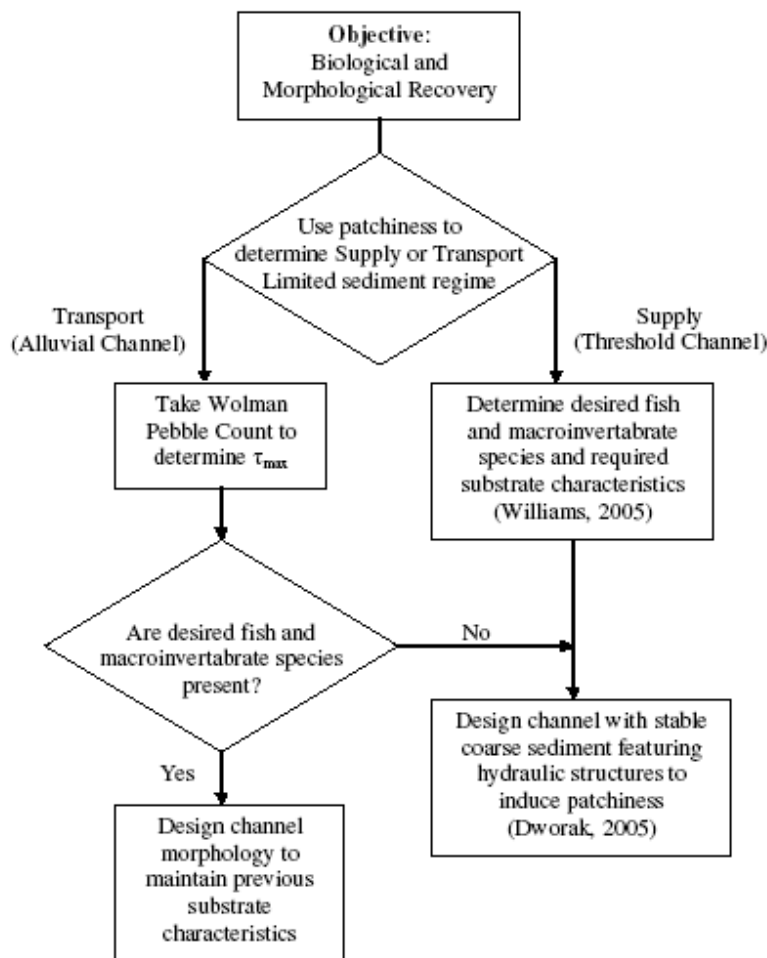 Objective:
Biological and
Morphological Recovery
Use patchiness to
determine Supply or Transport
Limited sediment regime
Transport
(Alluvial Channel)
Supply
(Threshold Channel)
Take Wolman
Pebble Count to
determine τmax
Determine desired fish
and macroinvertabrate
species and required
substrate characteristics
(Williams, 2005)
Are desired fish and
macroinvertabrate species
present?
No
Yes
Design channel with stable
coarse sediment featuring
hydraulic structures to
induce patchiness
(Dworak, 2005)
Design channel
morphology to
maintain previous
substrate
characteristics